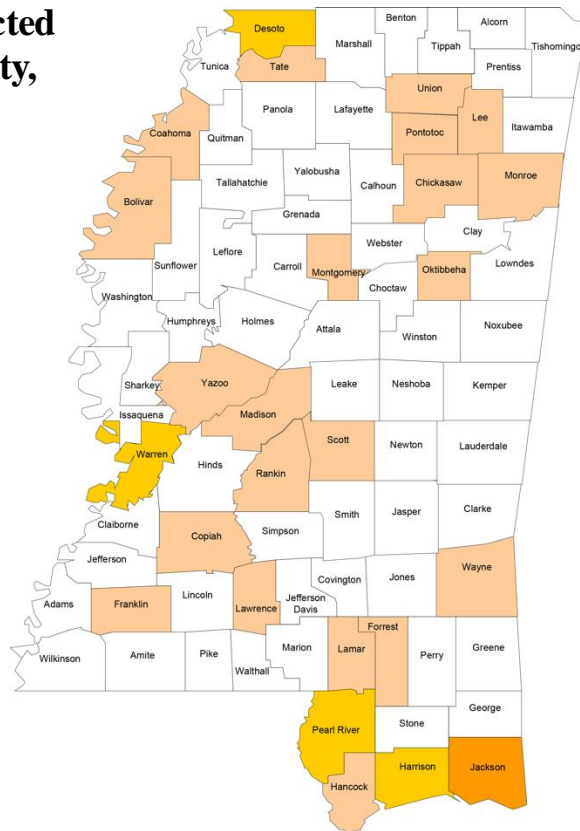 cted
ty,
Desoto
Benton
Alcorn
Marshall
Tippah
Tishomingo
Tunica
Tate
Prentiss
Union
Panola
Lafayette
Coahoma
Lee
Quitman
Pontotoc
Itawamba
Yalobusha
Tallahatchie
Calhoun
Chickasaw
Monroe
Bolivar
Grenada
Clay
Webster
Leflore
Carroll
Sunflower
Montgomery
Oktibbeha
Lowndes
Choctaw
Washington
Humphreys
Holmes
Attala
Noxubee
Winston
Sharkey
Yazoo
Leake
Neshoba
Kemper
Issaquena
Madison
Warren
Scott
Newton
Lauderdale
Hinds
Rankin
Claiborne
Smith
Jasper
Clarke
Copiah
Simpson
Jefferson
Wayne
Covington
Jones
Adams
Franklin
Lincoln
Lawrence
Jefferson
Davis
Forrest
Wilkinson
Amite
Pike
Walthall
Marion
Lamar
Perry
Greene
George
Pearl River
Stone
Hancock
Harrison
Jackson